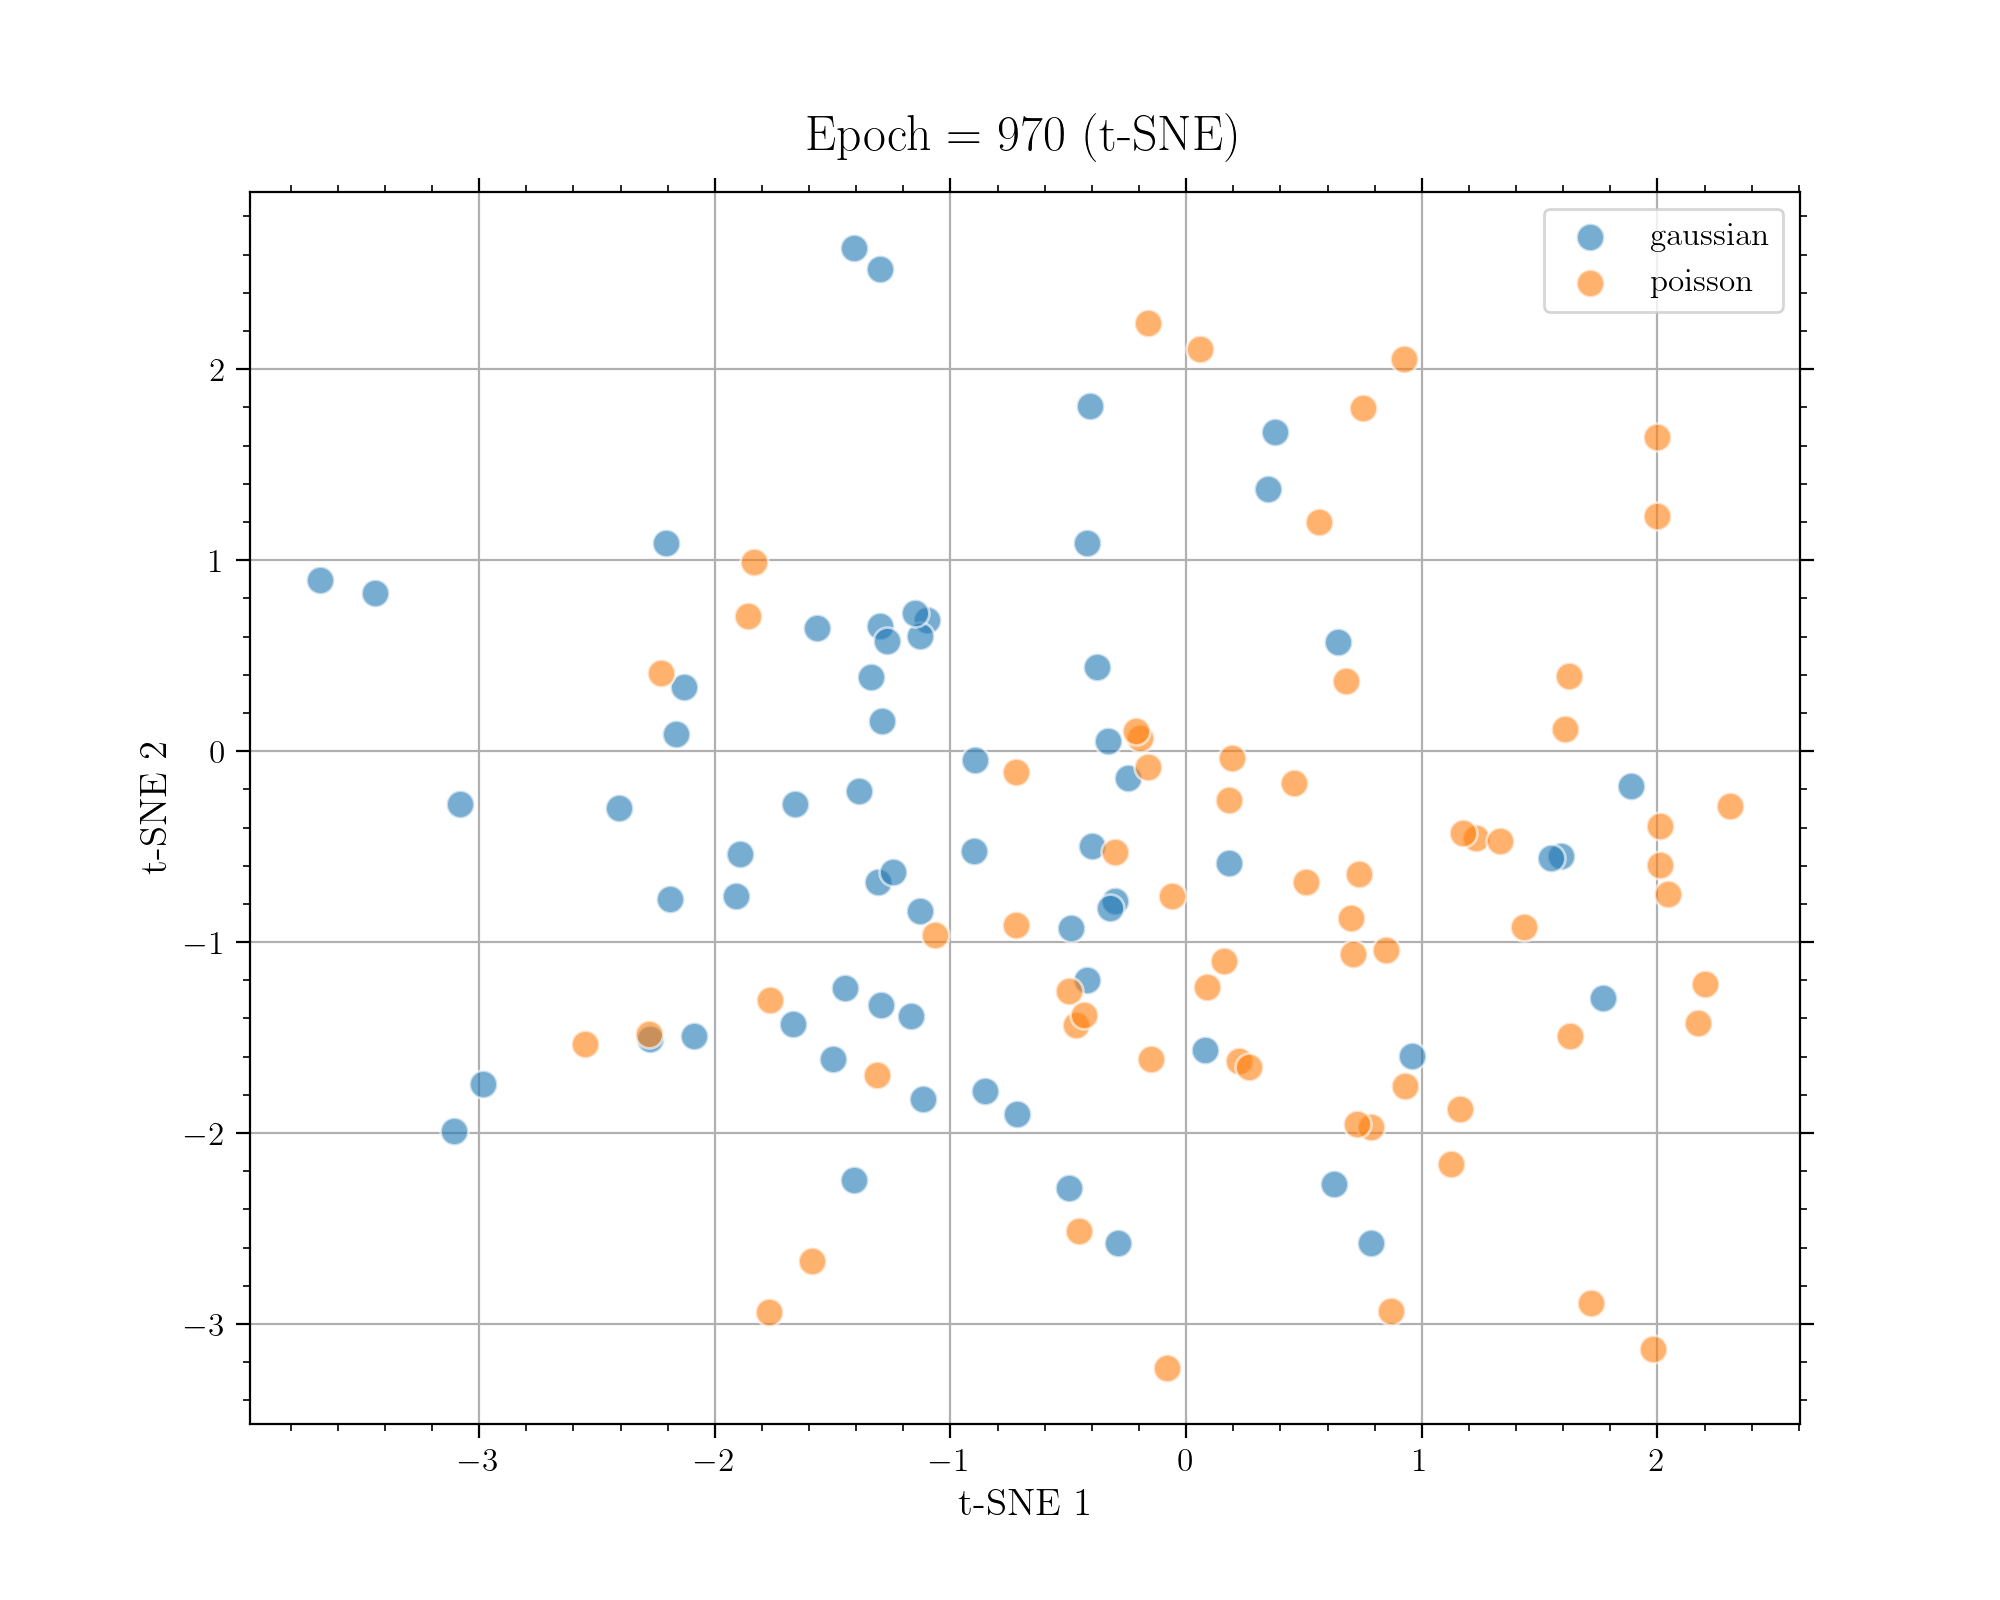 Epoch = 970 (t-SNE)
gaussian
poisson
2
1
0
−1
−2
−3
t-SNE 2
−3
−2
−1
0
1
2
t-SNE 1